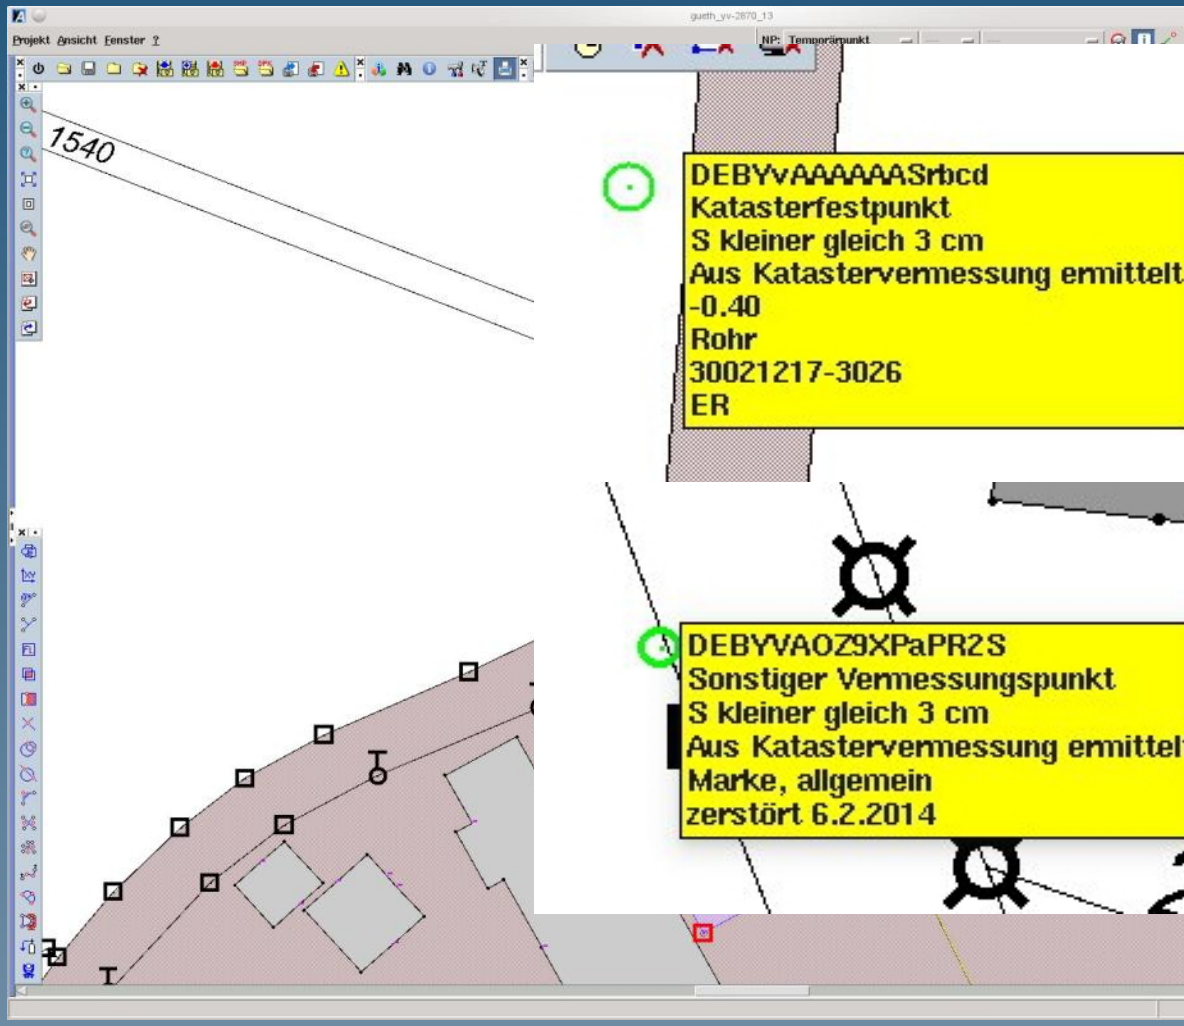 gueth_yv-2870_13
Projekt Ansicht Fenster ?
NP: Temporärpunkt
1540
DEBYvAAAAAASrbcd
Katasterfestpunkt
S kleiner gleich 3 cm
Aus Katastervermessung ermittelt
-0.40
Rohr
30021217-3026
ER
DEBYVAOZ9XPaPR2S
Sonstiger Vermessungspunkt
S kleiner gleich 3 cm
Aus Katastervermessung ermittelt
Marke, allgemein
zerstört 6.2.2014